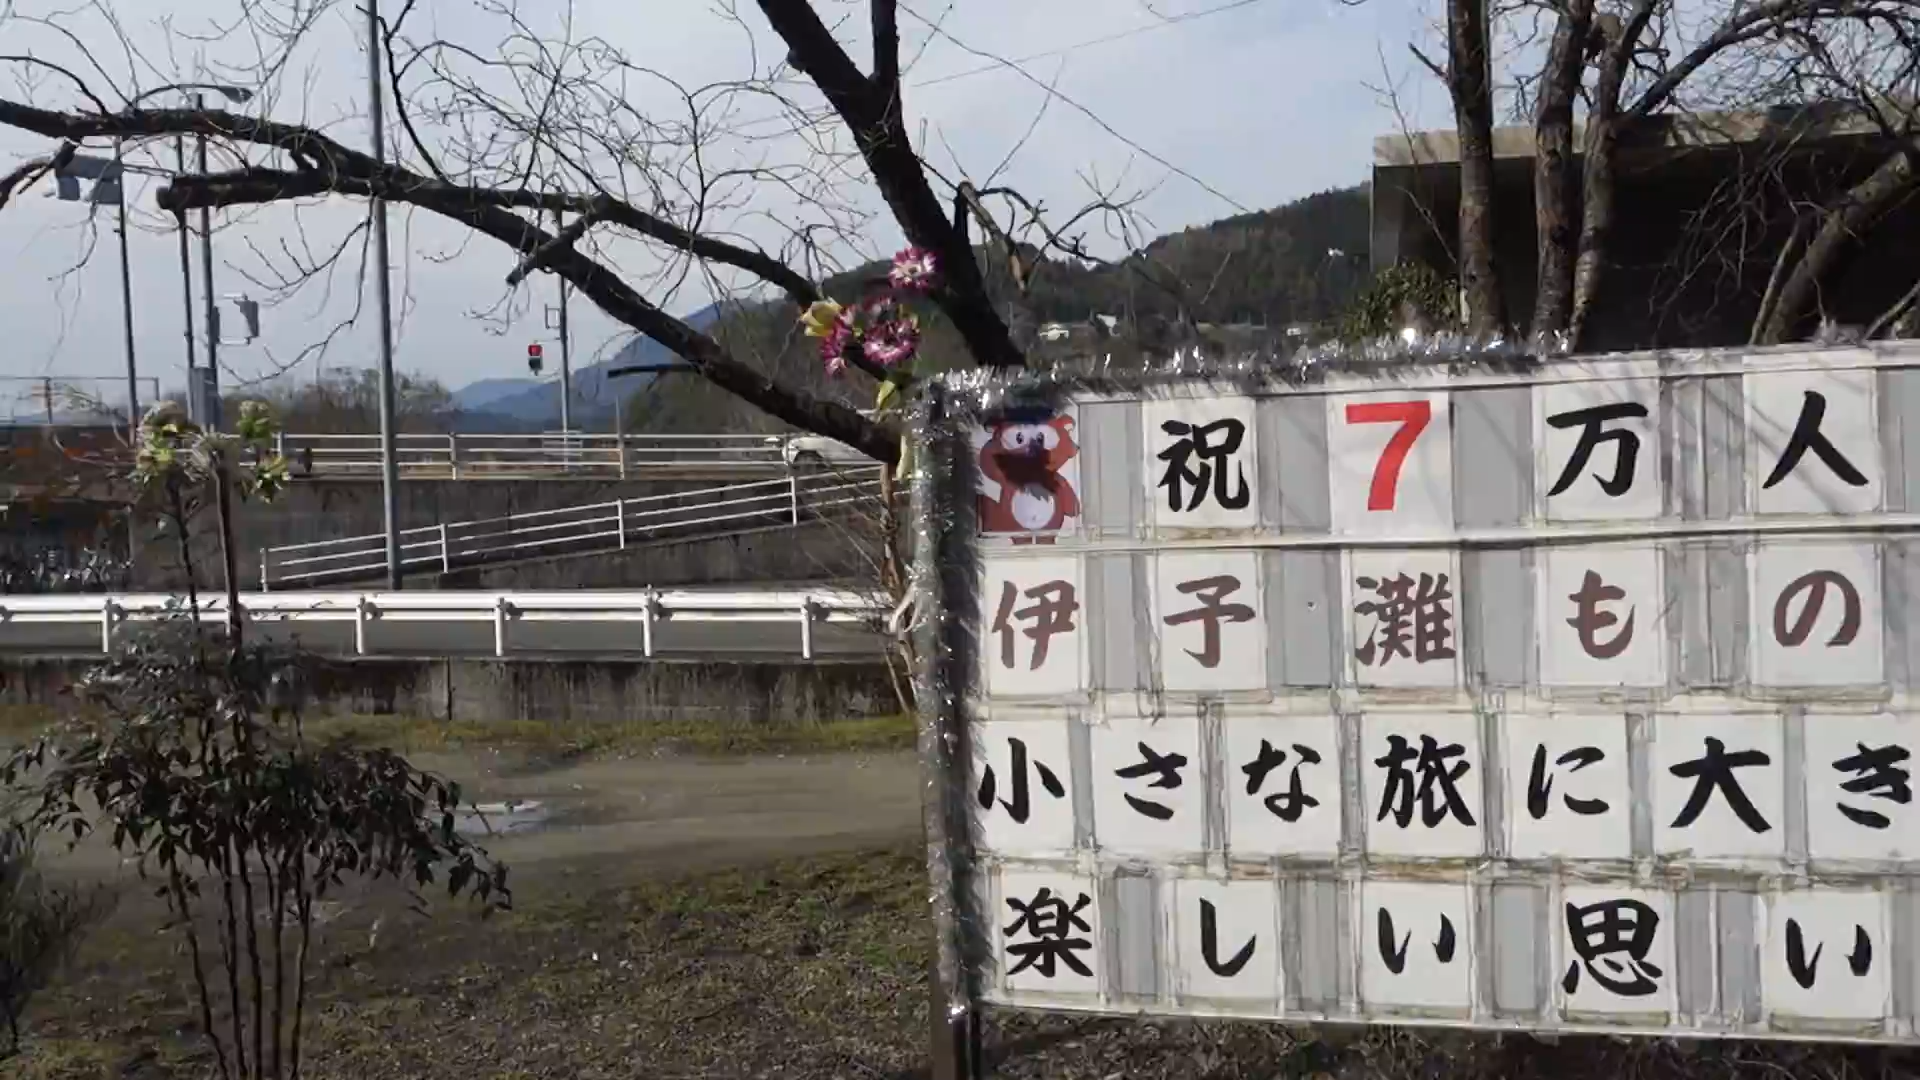 祝7万人
伊予灘もの
小さな旅に大き
楽しい思い